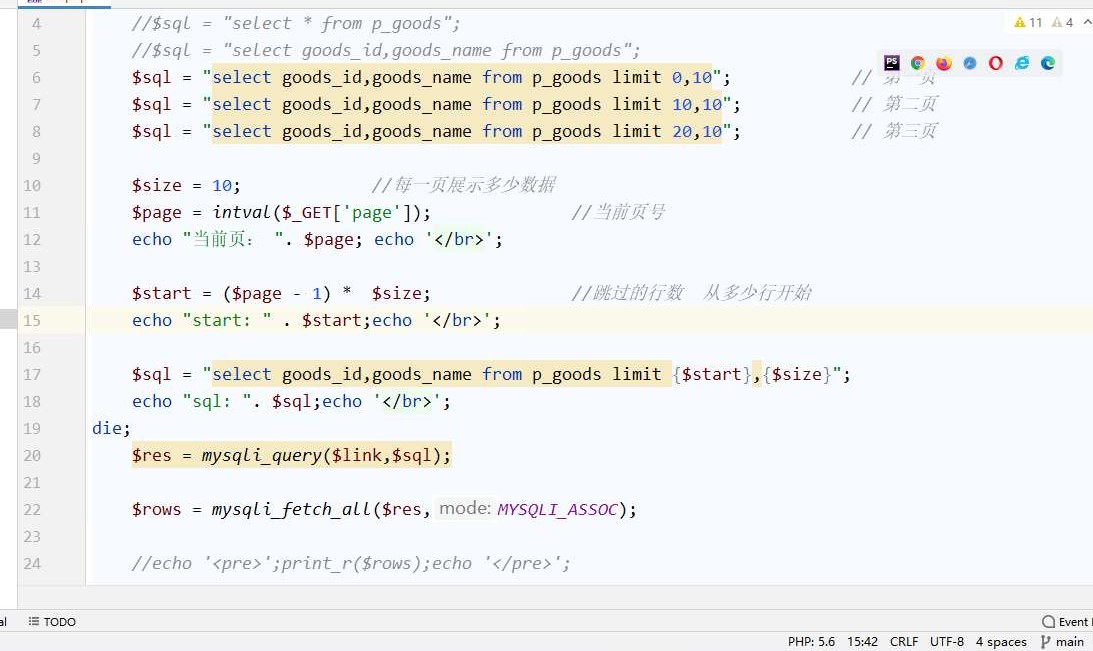 4 //$sql = "select * from p_goods";
5 //$sql = "select goods_id,goods_name from p_goods";
6 $sql = "select goods_id,goods_name from p_goods limit 0,10"; // 第一页
7 $sql = "select goods_id,goods_name from p_goods limit 10,10"; // 第二页
8 $sql = "select goods_id,goods_name from p_goods limit 20,10"; // 第三页
9
10 $size = 10; //每一页展示多少数据
11 $page = intval($_GET['page']); //当前页号
12 echo "当前页： ". $page; echo '</br>';
13
14 $start = ($page - 1) * $size; //跳过的行数 从多少行开始
15 echo "start: " . $start;echo '</br>';
16
17 $sql = "select goods_id,goods_name from p_goods limit {$start},{$size}";
18 echo "sql: ". $sql;echo '</br>';
19 die;
20 $res = mysqli_query($link,$sql);
21
22 $rows = mysqli_fetch_all($res, mode: MYSQLI_ASSOC);
23
24 //echo '<pre>';print_r($rows);echo '</pre>';
11 4
PS
TODO
Event
PHP: 5.6 15:42 CRLF UTF-8 4 spaces main